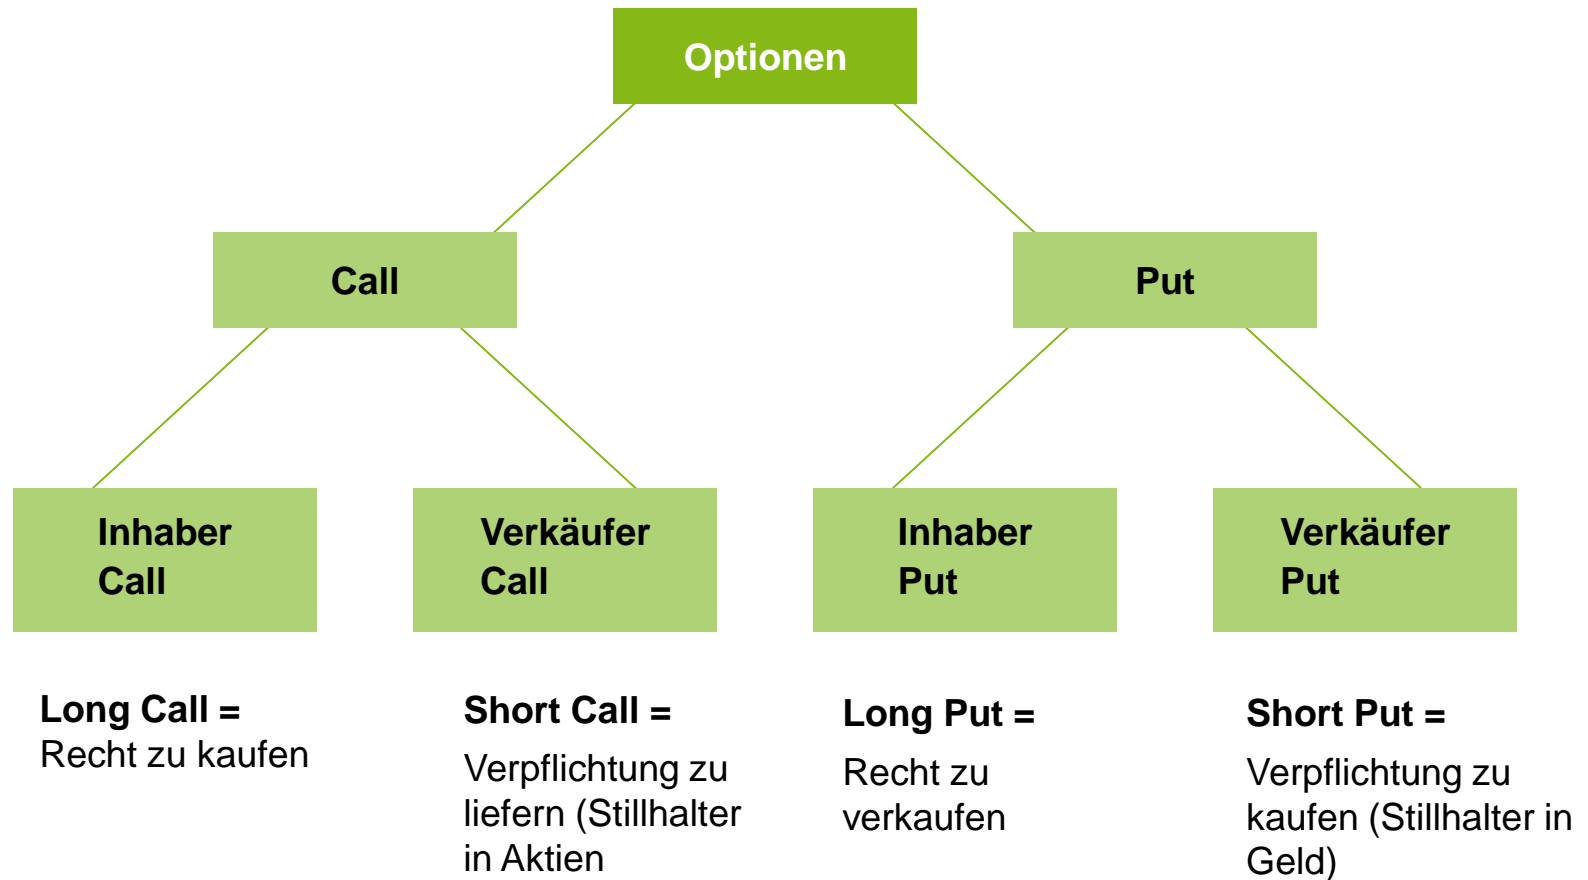 Optionen
Call
Put
Inhaber
Call
Verkäufer
Call
Inhaber
Put
Verkäufer
Put
Long Call =
Recht zu kaufen
Short Call =
Verpflichtung zu
liefern (Stillhalter
in Aktien
Long Put =
Recht zu
verkaufen
Short Put =
Verpflichtung zu
kaufen (Stillhalter in
Geld)